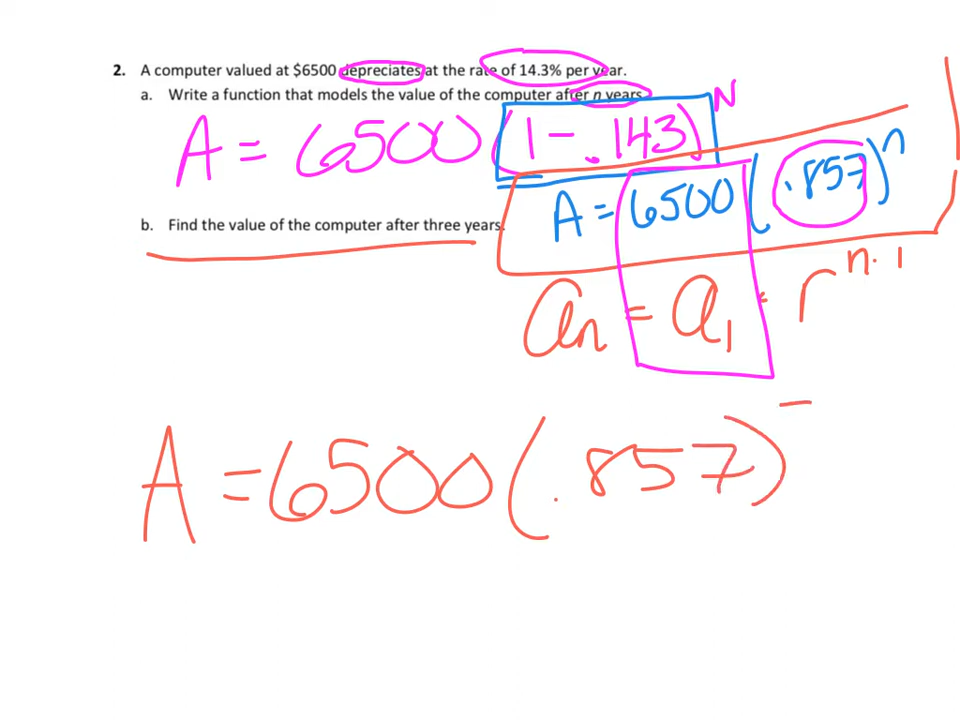 2. A computer valued at $6500 depreciates at the rate of 14.3% per year.
a. Write a function that models the value of the computer after n years.
A = 6500 (1 - .143)^N
A = 6500 (.857)^n
b. Find the value of the computer after three years.
an = a1 · r^n-1
A = 6500 (.857)^-